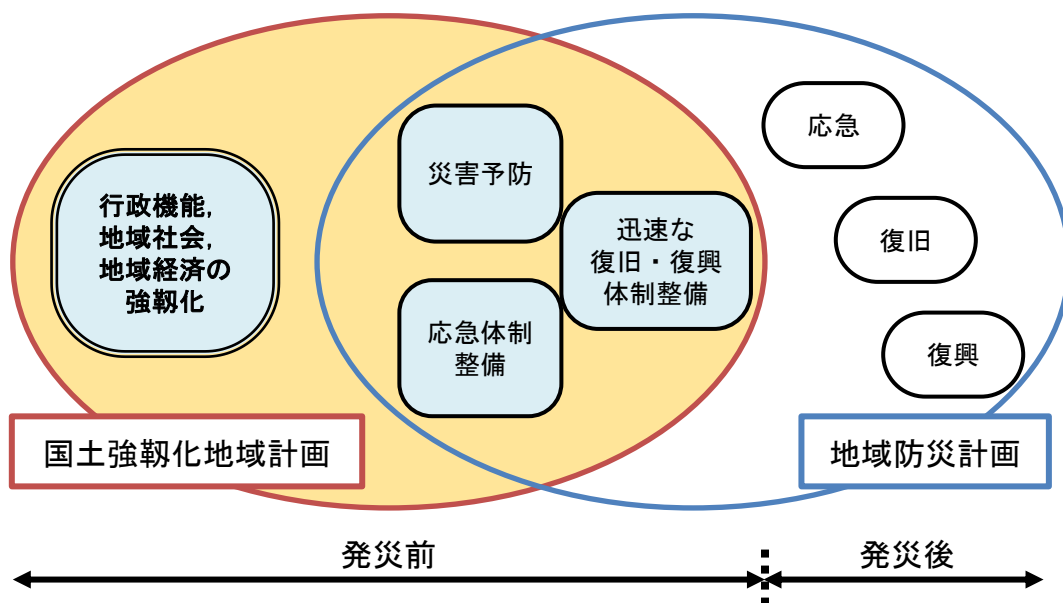 行政機能,
地域社会,
地域経済の
強靱化
災害予防
応急体制
整備
迅速な
復旧・復興
体制整備
応急
復旧
復興
国土強靱化地域計画
地域防災計画
発災前
発災後